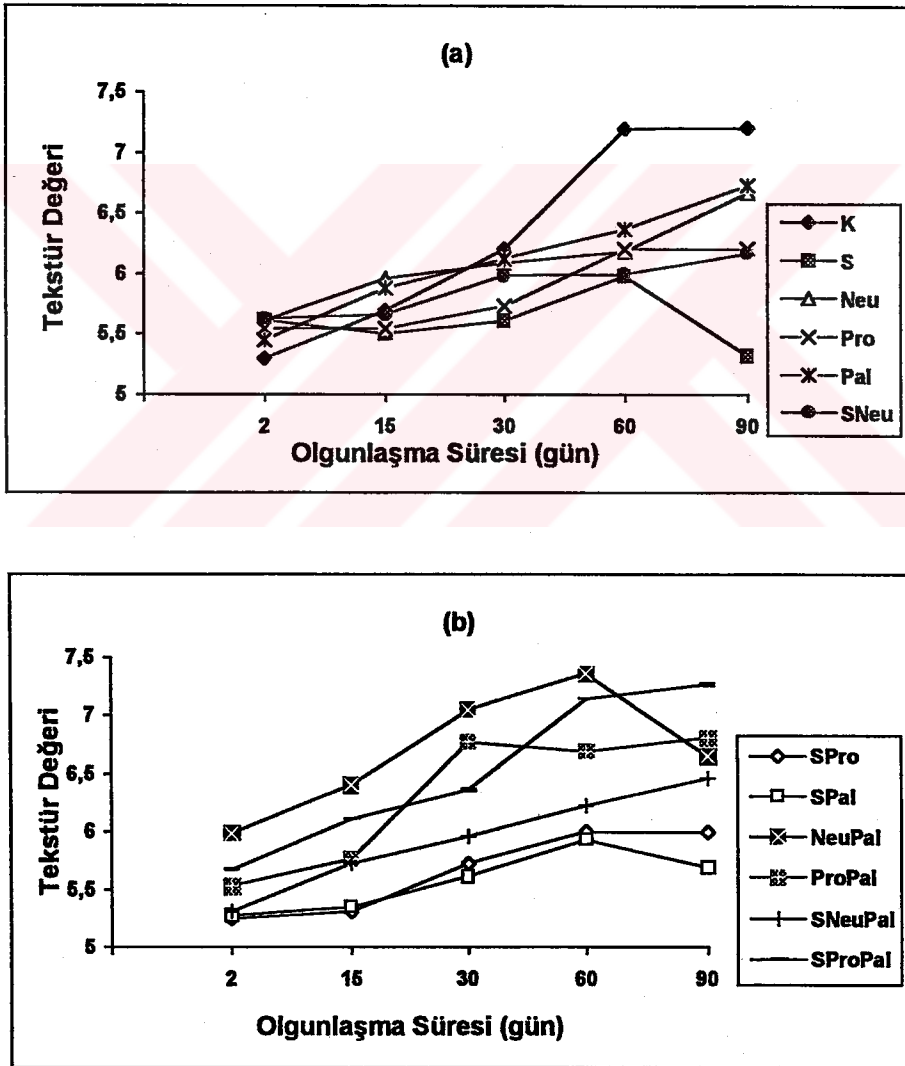 (a)
7,5
7
6,5
6
5,5
5
Tekstür Değeri
2 15 30 60 90
Olgunlaşma Süresi (gün)
K
S
Neu
Pro
Pal
SNeu
(b)
7,5
7
6,5
6
5,5
5
Tekstür Değeri
2 15 30 60 90
Olgunlaşma Süresi (gün)
SPro
SPal
NeuPal
ProPal
SNeuPal
SProPal